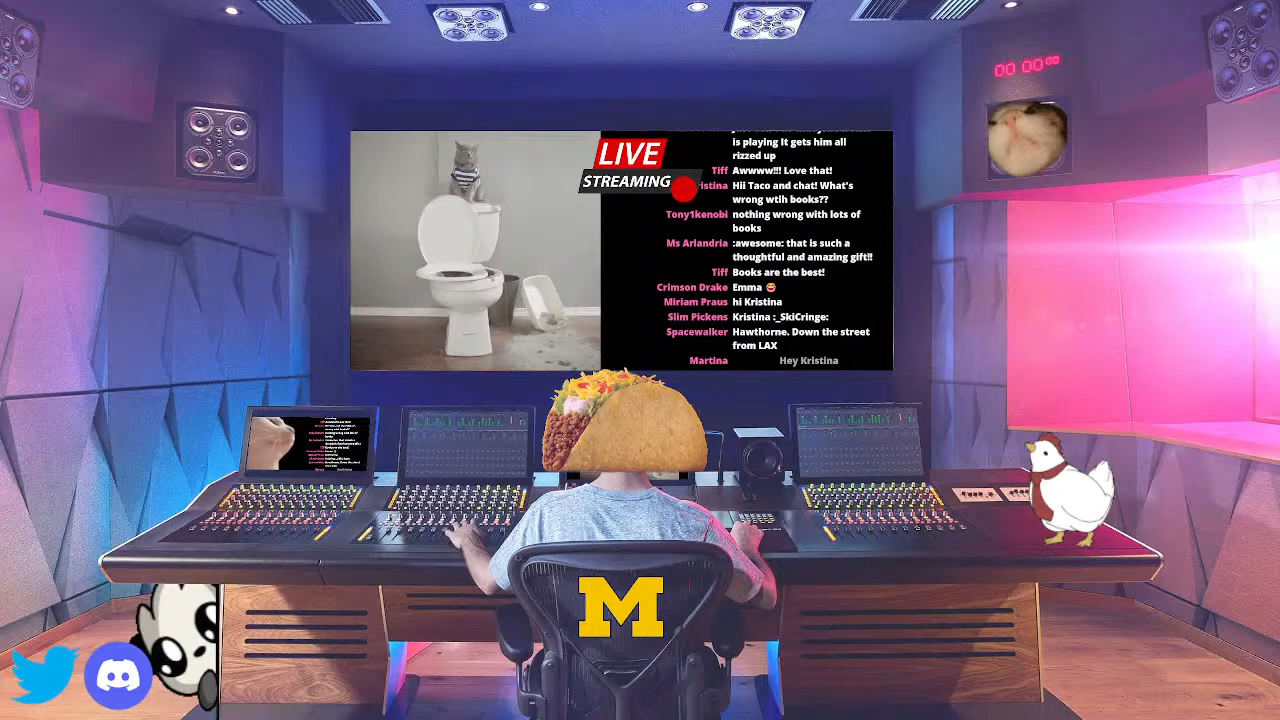 00 00 00
LIVE
STREAMING
is playing It gets him all
rizzed up
Tiff Awwww!!! Love that!
ristina Hii Taco and chat! What's
wrong wtih books??
Tony1kenobi nothing wrong with lots of
books
Ms Arlandria :awesome: that is such a
thoughtful and amazing gift!!
Tiff Books are the best!
Crimson Drake Emma 😂
Miriam Praus hi Kristina
Slim Pickens Kristina :_SkiCringe:
Spacewalker Hawthorne. Down the street
from LAX
Martina Hey Kristina
M